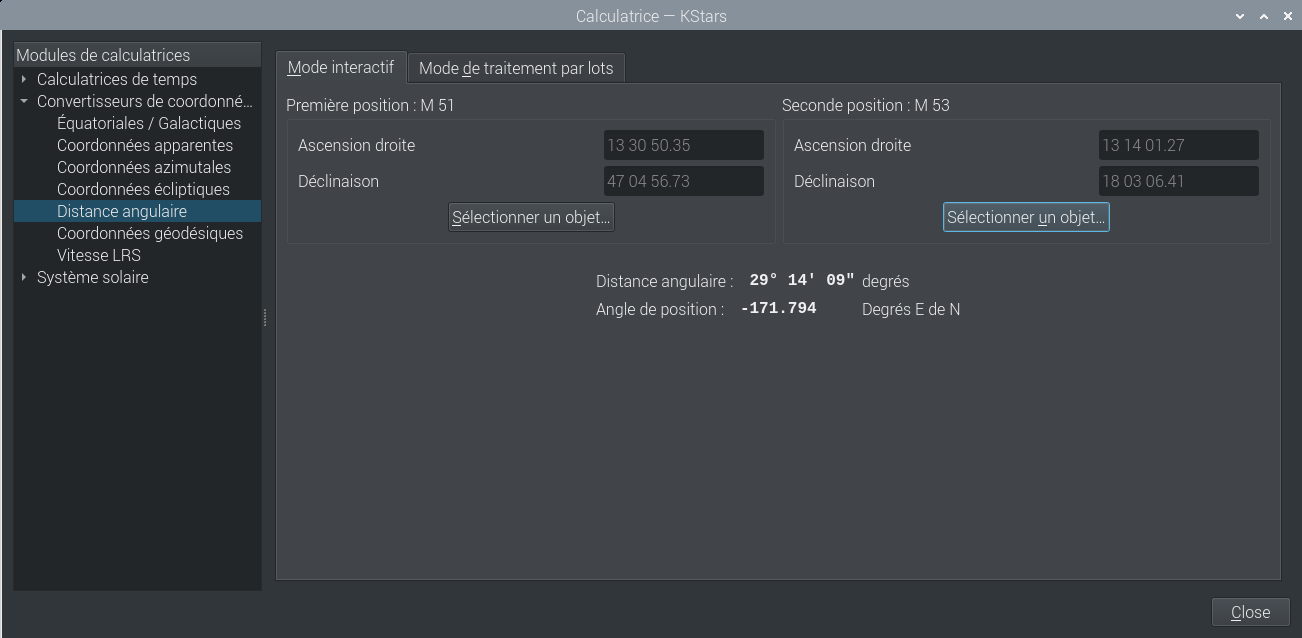 Calculatrice — KStars
Modules de calculatrices
Calculatrices de temps
Convertisseurs de coordonné...
Équatoriales / Galactiques
Coordonnées apparentes
Coordonnées azimutales
Coordonnées écliptiques
Distance angulaire
Coordonnées géodésiques
Vitesse LRS
Système solaire
Mode interactif
Mode de traitement par lots
Première position : M 51
Ascension droite
13 30 50.35
Déclinaison
47 04 56.73
Sélectionner un objet...
Seconde position : M 53
Ascension droite
13 14 01.27
Déclinaison
18 03 06.41
Sélectionner un objet...
Distance angulaire : 29° 14' 09" degrés
Angle de position : -171.794 Degrés E de N
Close